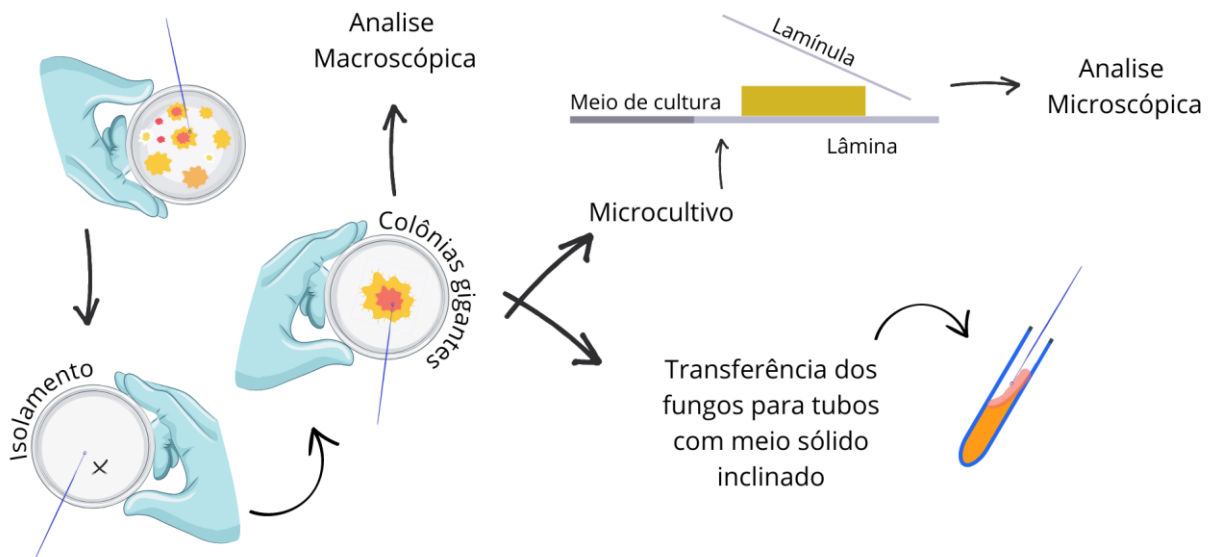 Analise
Macroscópica
Lamínula
Meio de cultura
Lâmina
Analise
Microscópica
Microcultivo
Colônias gigantes
Isolamento
Transferência dos
fungos para tubos
com meio sólido
inclinado